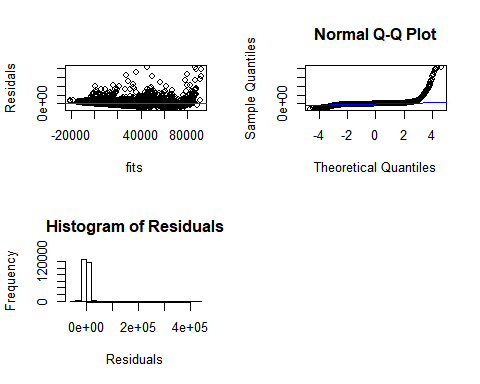 Residals
0e+00
-20000
40000
80000
fits
Normal Q-Q Plot
Sample Quantiles
0e+00
-4
-2
0
2
4
Theoretical Quantiles
Histogram of Residuals
Frequency
0
120000
0e+00
2e+05
4e+05
Residuals